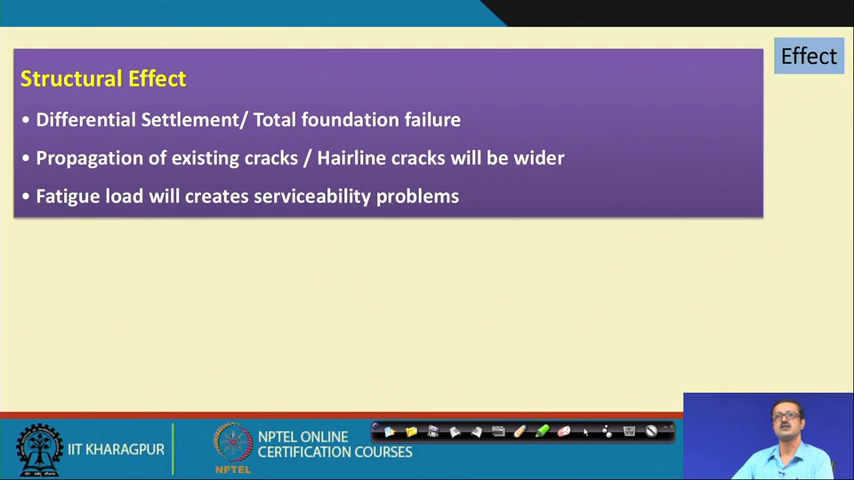 Effect
Structural Effect
• Differential Settlement/ Total foundation failure
• Propagation of existing cracks / Hairline cracks will be wider
• Fatigue load will creates serviceability problems
IIT KHARAGPUR
NPTEL
NPTEL ONLINE
CERTIFICATION COURSES